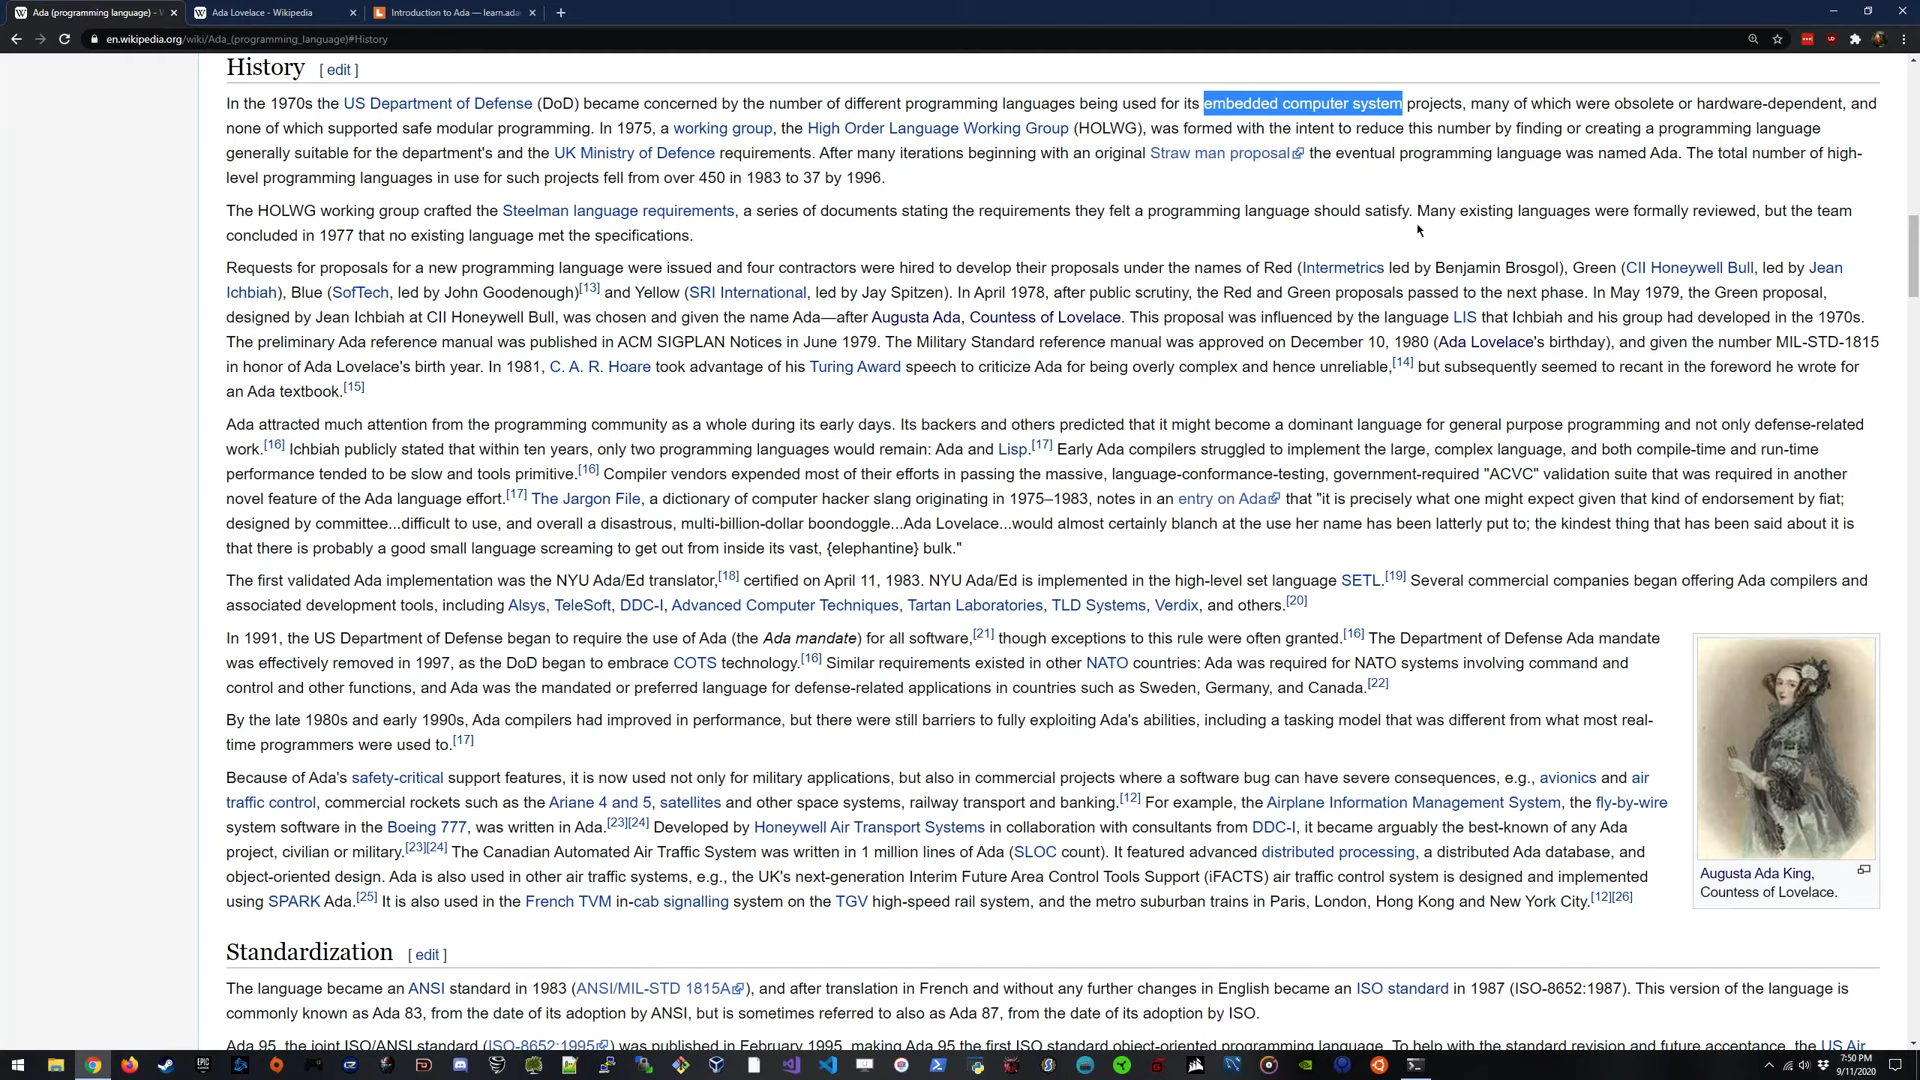 Ada (programming language) - W
Ada Lovelace - Wikipedia
Introduction to Ada — learn.ada
en.wikipedia.org/wiki/Ada_(programming_language)#History
History [ edit ]
In the 1970s the US Department of Defense (DoD) became concerned by the number of different programming languages being used for its embedded computer system projects, many of which were obsolete or hardware-dependent, and
none of which supported safe modular programming. In 1975, a working group, the High Order Language Working Group (HOLWG), was formed with the intent to reduce this number by finding or creating a programming language
generally suitable for the department's and the UK Ministry of Defence requirements. After many iterations beginning with an original Straw man proposal the eventual programming language was named Ada. The total number of high-
level programming languages in use for such projects fell from over 450 in 1983 to 37 by 1996.
The HOLWG working group crafted the Steelman language requirements, a series of documents stating the requirements they felt a programming language should satisfy. Many existing languages were formally reviewed, but the team
concluded in 1977 that no existing language met the specifications.
Requests for proposals for a new programming language were issued and four contractors were hired to develop their proposals under the names of Red (Intermetrics led by Benjamin Brosgol), Green (CII Honeywell Bull, led by Jean
Ichbiah), Blue (SofTech, led by John Goodenough)[13] and Yellow (SRI International, led by Jay Spitzen). In April 1978, after public scrutiny, the Red and Green proposals passed to the next phase. In May 1979, the Green proposal,
designed by Jean Ichbiah at CII Honeywell Bull, was chosen and given the name Ada—after Augusta Ada, Countess of Lovelace. This proposal was influenced by the language LIS that Ichbiah and his group had developed in the 1970s.
The preliminary Ada reference manual was published in ACM SIGPLAN Notices in June 1979. The Military Standard reference manual was approved on December 10, 1980 (Ada Lovelace's birthday), and given the number MIL-STD-1815
in honor of Ada Lovelace's birth year. In 1981, C. A. R. Hoare took advantage of his Turing Award speech to criticize Ada for being overly complex and hence unreliable,[14] but subsequently seemed to recant in the foreword he wrote for
an Ada textbook.[15]
Ada attracted much attention from the programming community as a whole during its early days. Its backers and others predicted that it might become a dominant language for general purpose programming and not only defense-related
work.[16] Ichbiah publicly stated that within ten years, only two programming languages would remain: Ada and Lisp.[17] Early Ada compilers struggled to implement the large, complex language, and both compile-time and run-time
performance tended to be slow and tools primitive.[16] Compiler vendors expended most of their efforts in passing the massive, language-conformance-testing, government-required "ACVC" validation suite that was required in another
novel feature of the Ada language effort.[17] The Jargon File, a dictionary of computer hacker slang originating in 1975–1983, notes in an entry on Ada that "it is precisely what one might expect given that kind of endorsement by fiat;
designed by committee...difficult to use, and overall a disastrous, multi-billion-dollar boondoggle...Ada Lovelace...would almost certainly blanch at the use her name has been latterly put to; the kindest thing that has been said about it is
that there is probably a good small language screaming to get out from inside its vast, {elephantine} bulk."
The first validated Ada implementation was the NYU Ada/Ed translator,[18] certified on April 11, 1983. NYU Ada/Ed is implemented in the high-level set language SETL.[19] Several commercial companies began offering Ada compilers and
associated development tools, including Alsys, TeleSoft, DDC-I, Advanced Computer Techniques, Tartan Laboratories, TLD Systems, Verdix, and others.[20]
In 1991, the US Department of Defense began to require the use of Ada (the Ada mandate) for all software,[21] though exceptions to this rule were often granted.[16] The Department of Defense Ada mandate
was effectively removed in 1997, as the DoD began to embrace COTS technology.[16] Similar requirements existed in other NATO countries: Ada was required for NATO systems involving command and
control and other functions, and Ada was the mandated or preferred language for defense-related applications in countries such as Sweden, Germany, and Canada.[22]
By the late 1980s and early 1990s, Ada compilers had improved in performance, but there were still barriers to fully exploiting Ada's abilities, including a tasking model that was different from what most real-
time programmers were used to.[17]
Because of Ada's safety-critical support features, it is now used not only for military applications, but also in commercial projects where a software bug can have severe consequences, e.g., avionics and air
traffic control, commercial rockets such as the Ariane 4 and 5, satellites and other space systems, railway transport and banking.[12] For example, the Airplane Information Management System, the fly-by-wire
system software in the Boeing 777, was written in Ada.[23][24] Developed by Honeywell Air Transport Systems in collaboration with consultants from DDC-I, it became arguably the best-known of any Ada
project, civilian or military.[23][24] The Canadian Automated Air Traffic System was written in 1 million lines of Ada (SLOC count). It featured advanced distributed processing, a distributed Ada database, and
object-oriented design. Ada is also used in other air traffic systems, e.g., the UK's next-generation Interim Future Area Control Tools Support (iFACTS) air traffic control system is designed and implemented
using SPARK Ada.[25] It is also used in the French TVM in-cab signalling system on the TGV high-speed rail system, and the metro suburban trains in Paris, London, Hong Kong and New York City.[12][26]
Augusta Ada King,
Countess of Lovelace.
Standardization [ edit ]
The language became an ANSI standard in 1983 (ANSI/MIL-STD 1815A), and after translation in French and without any further changes in English became an ISO standard in 1987 (ISO-8652:1987). This version of the language is
commonly known as Ada 83, from the date of its adoption by ANSI, but is sometimes referred to also as Ada 87, from the date of its adoption by ISO.
Ada 95, the joint ISO/ANSI standard (ISO-8652:1995) was published in February 1995, making Ada 95 the first ISO standard object-oriented programming language. To help with the standard revision and future acceptance, the US Air
7:50 PM
9/11/2020